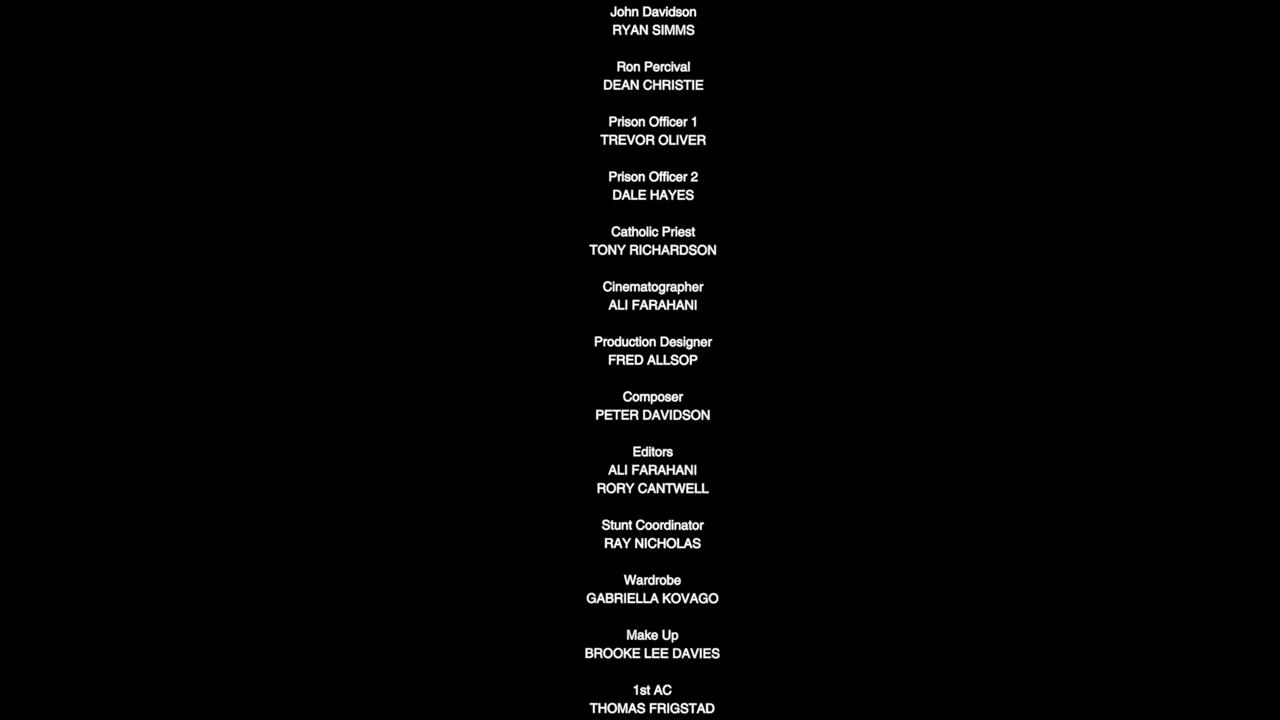 John Davidson
RYAN SIMMS
Ron Percival
DEAN CHRISTIE
Prison Officer 1
TREVOR OLIVER
Prison Officer 2
DALE HAYES
Catholic Priest
TONY RICHARDSON
Cinematographer
ALI FARAHANI
Production Designer
FRED ALLSOP
Composer
PETER DAVIDSON
Editors
ALI FARAHANI
RORY CANTWELL
Stunt Coordinator
RAY NICHOLAS
Wardrobe
GABRIELLA KOVAGO
Make Up
BROOKE LEE DAVIES
1st AC
THOMAS FRIGSTAD